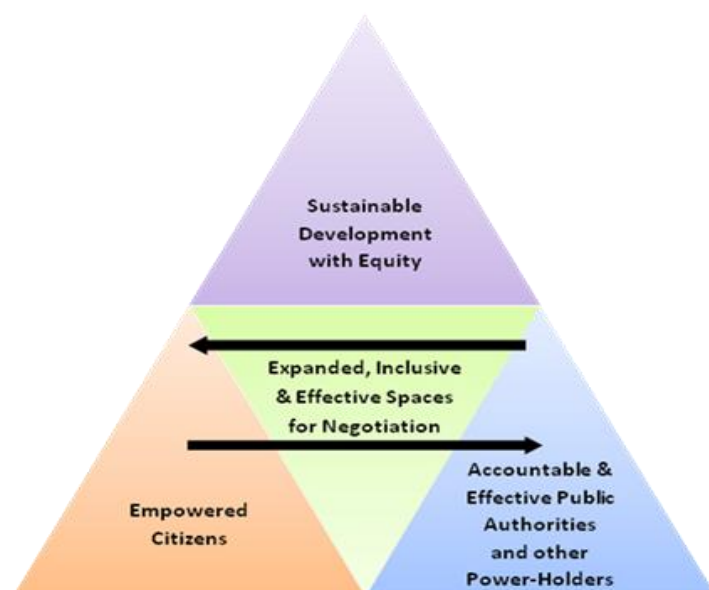 Sustainable
Development
with Equity
Expanded, Inclusive
& Effective Spaces
for Negotiation
Empowered
Citizens
Accountable &
Effective Public
Authorities
and other
Power-Holders